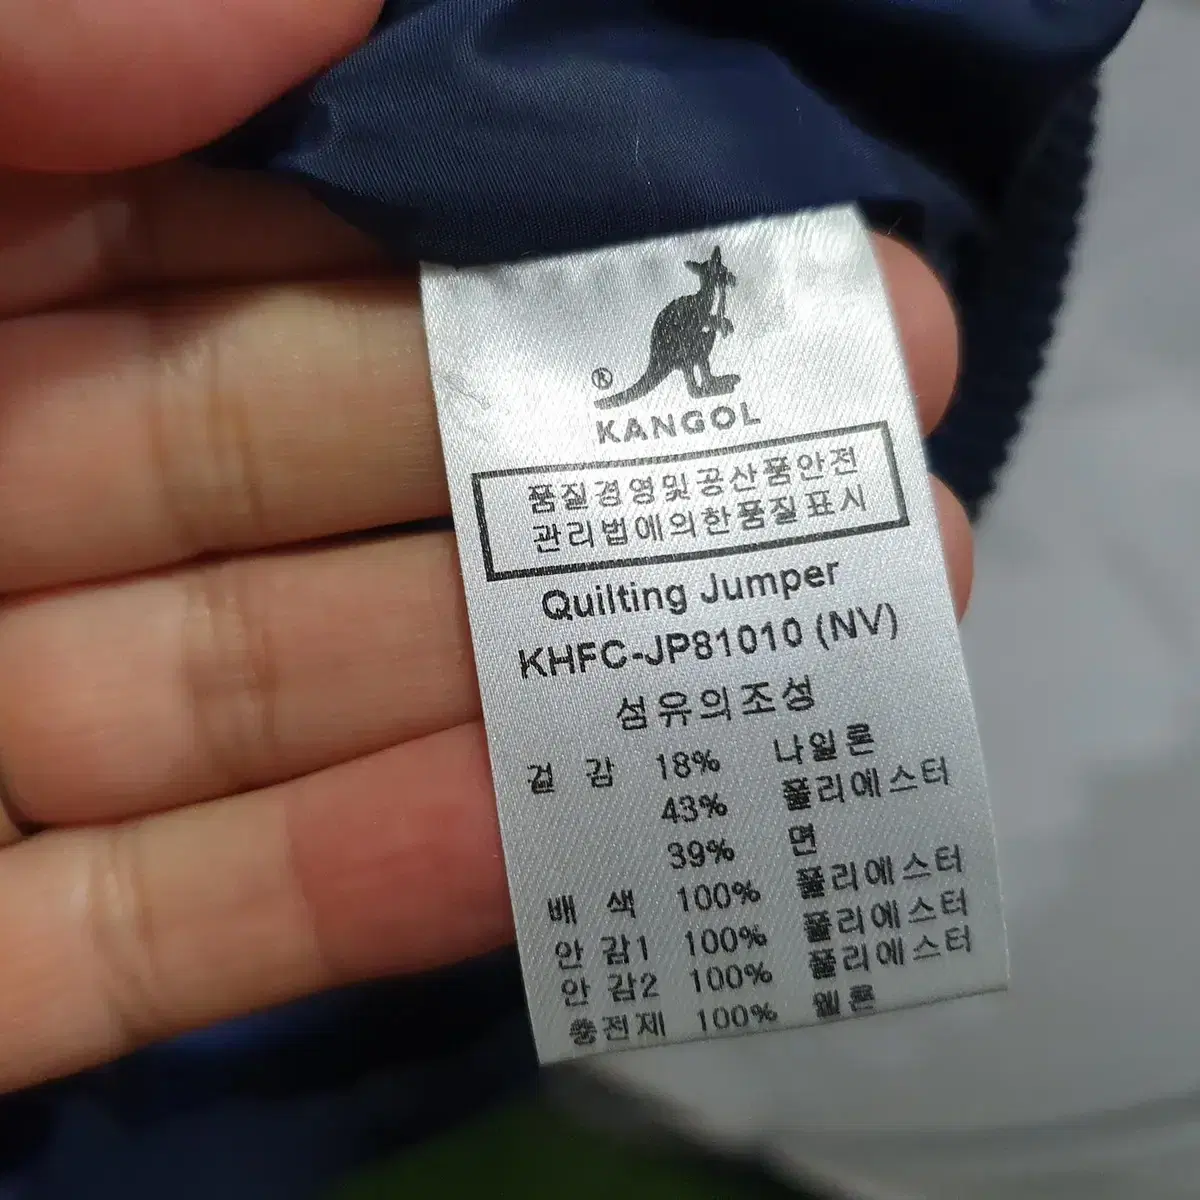 ®
KANGOL
품질경영및공산품안전
관리법에의한품질표시
Quilting Jumper
KHFC-JP81010 (NV)
섬유의조성
겉 감 18% 나일론
43% 폴리에스터
39% 면
배 색 100% 폴리에스터
안 감1 100% 폴리에스터
안 감2 100% 폴리에스터
충전제 100% 웰론